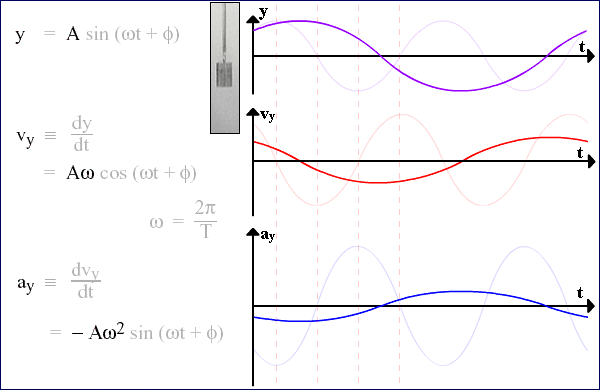 y = A sin (ωt + ϕ)
v_y ≡ dy/dt
= Aω cos (ωt + ϕ)
ω = 2π/T
a_y ≡ dv_y/dt
= – Aω² sin (ωt + ϕ)
y
t
v_y
t
a_y
t